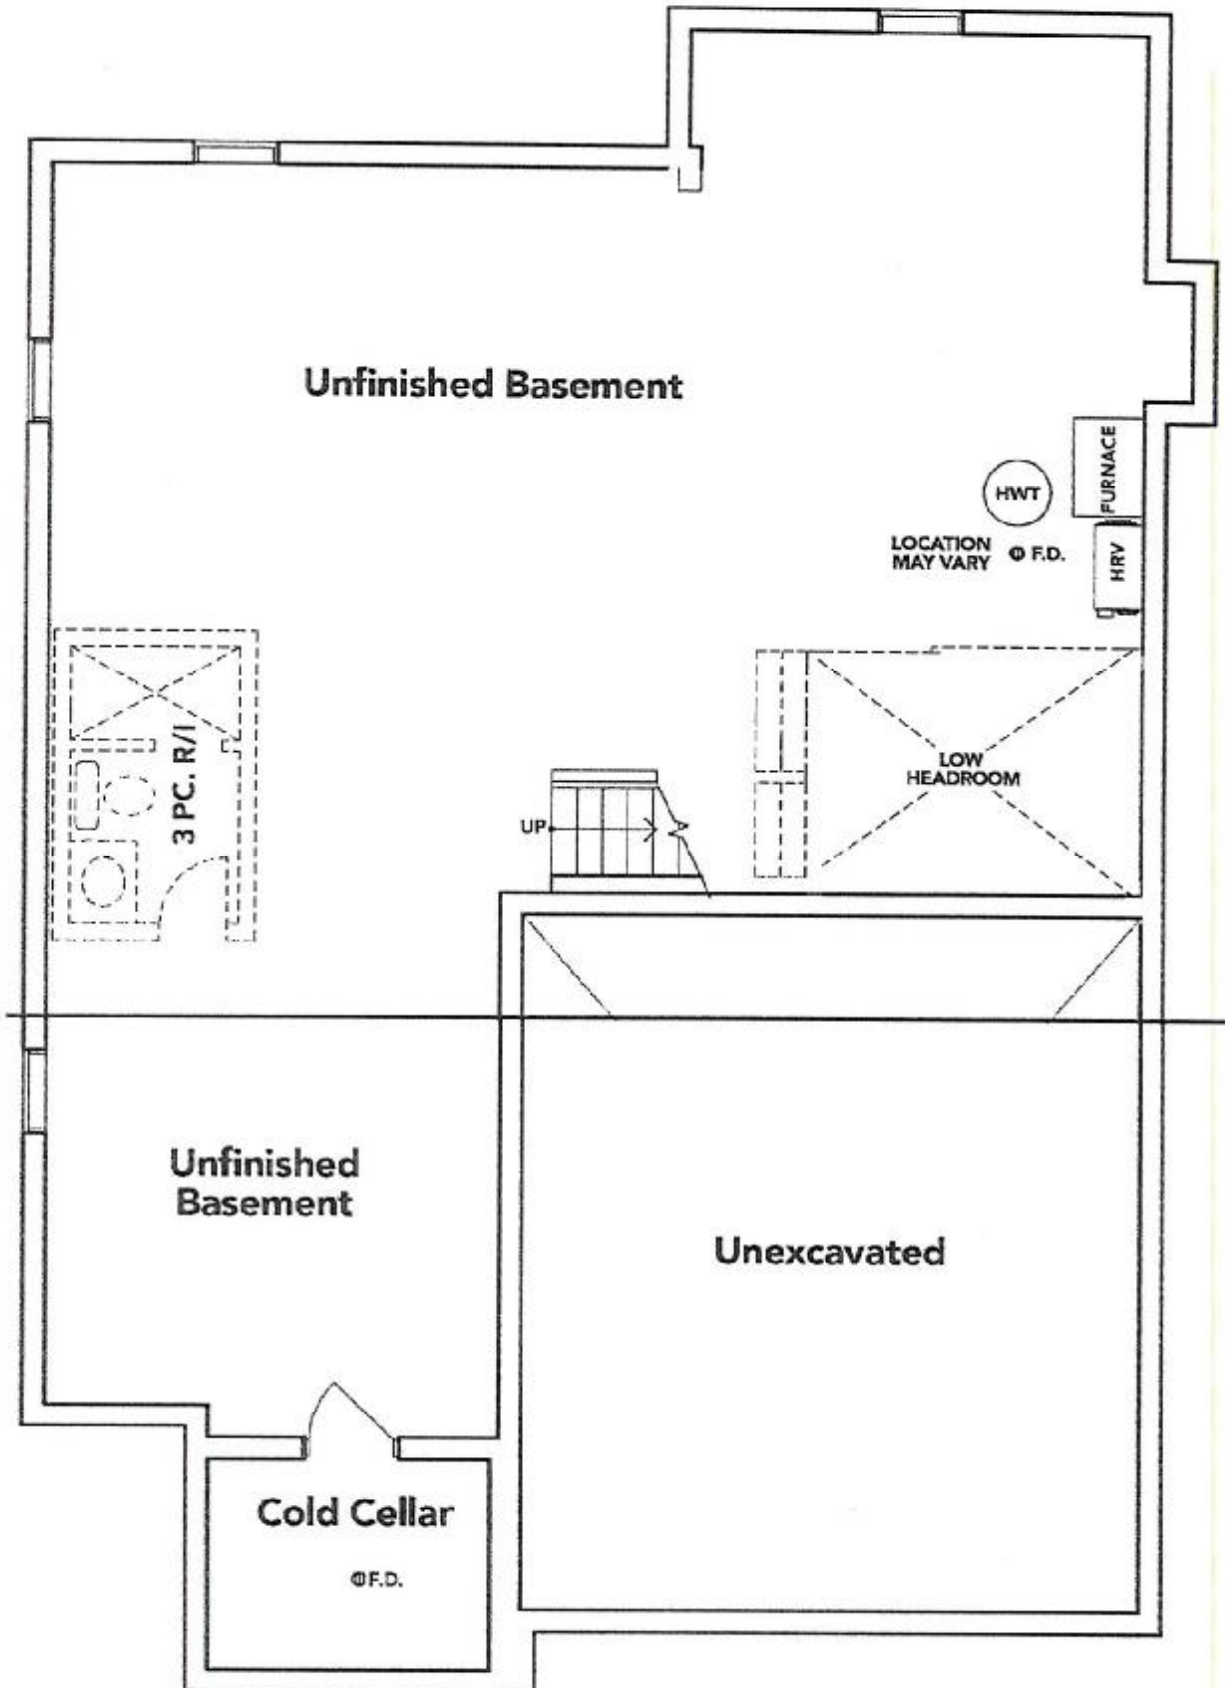 Unfinished Basement
FURNACE
HWT
LOCATION
MAY VARY
F.D.
HRV
3 PC. R/I
LOW
HEADROOM
UP
Unfinished
Basement
Unexcavated
Cold Cellar
F.D.